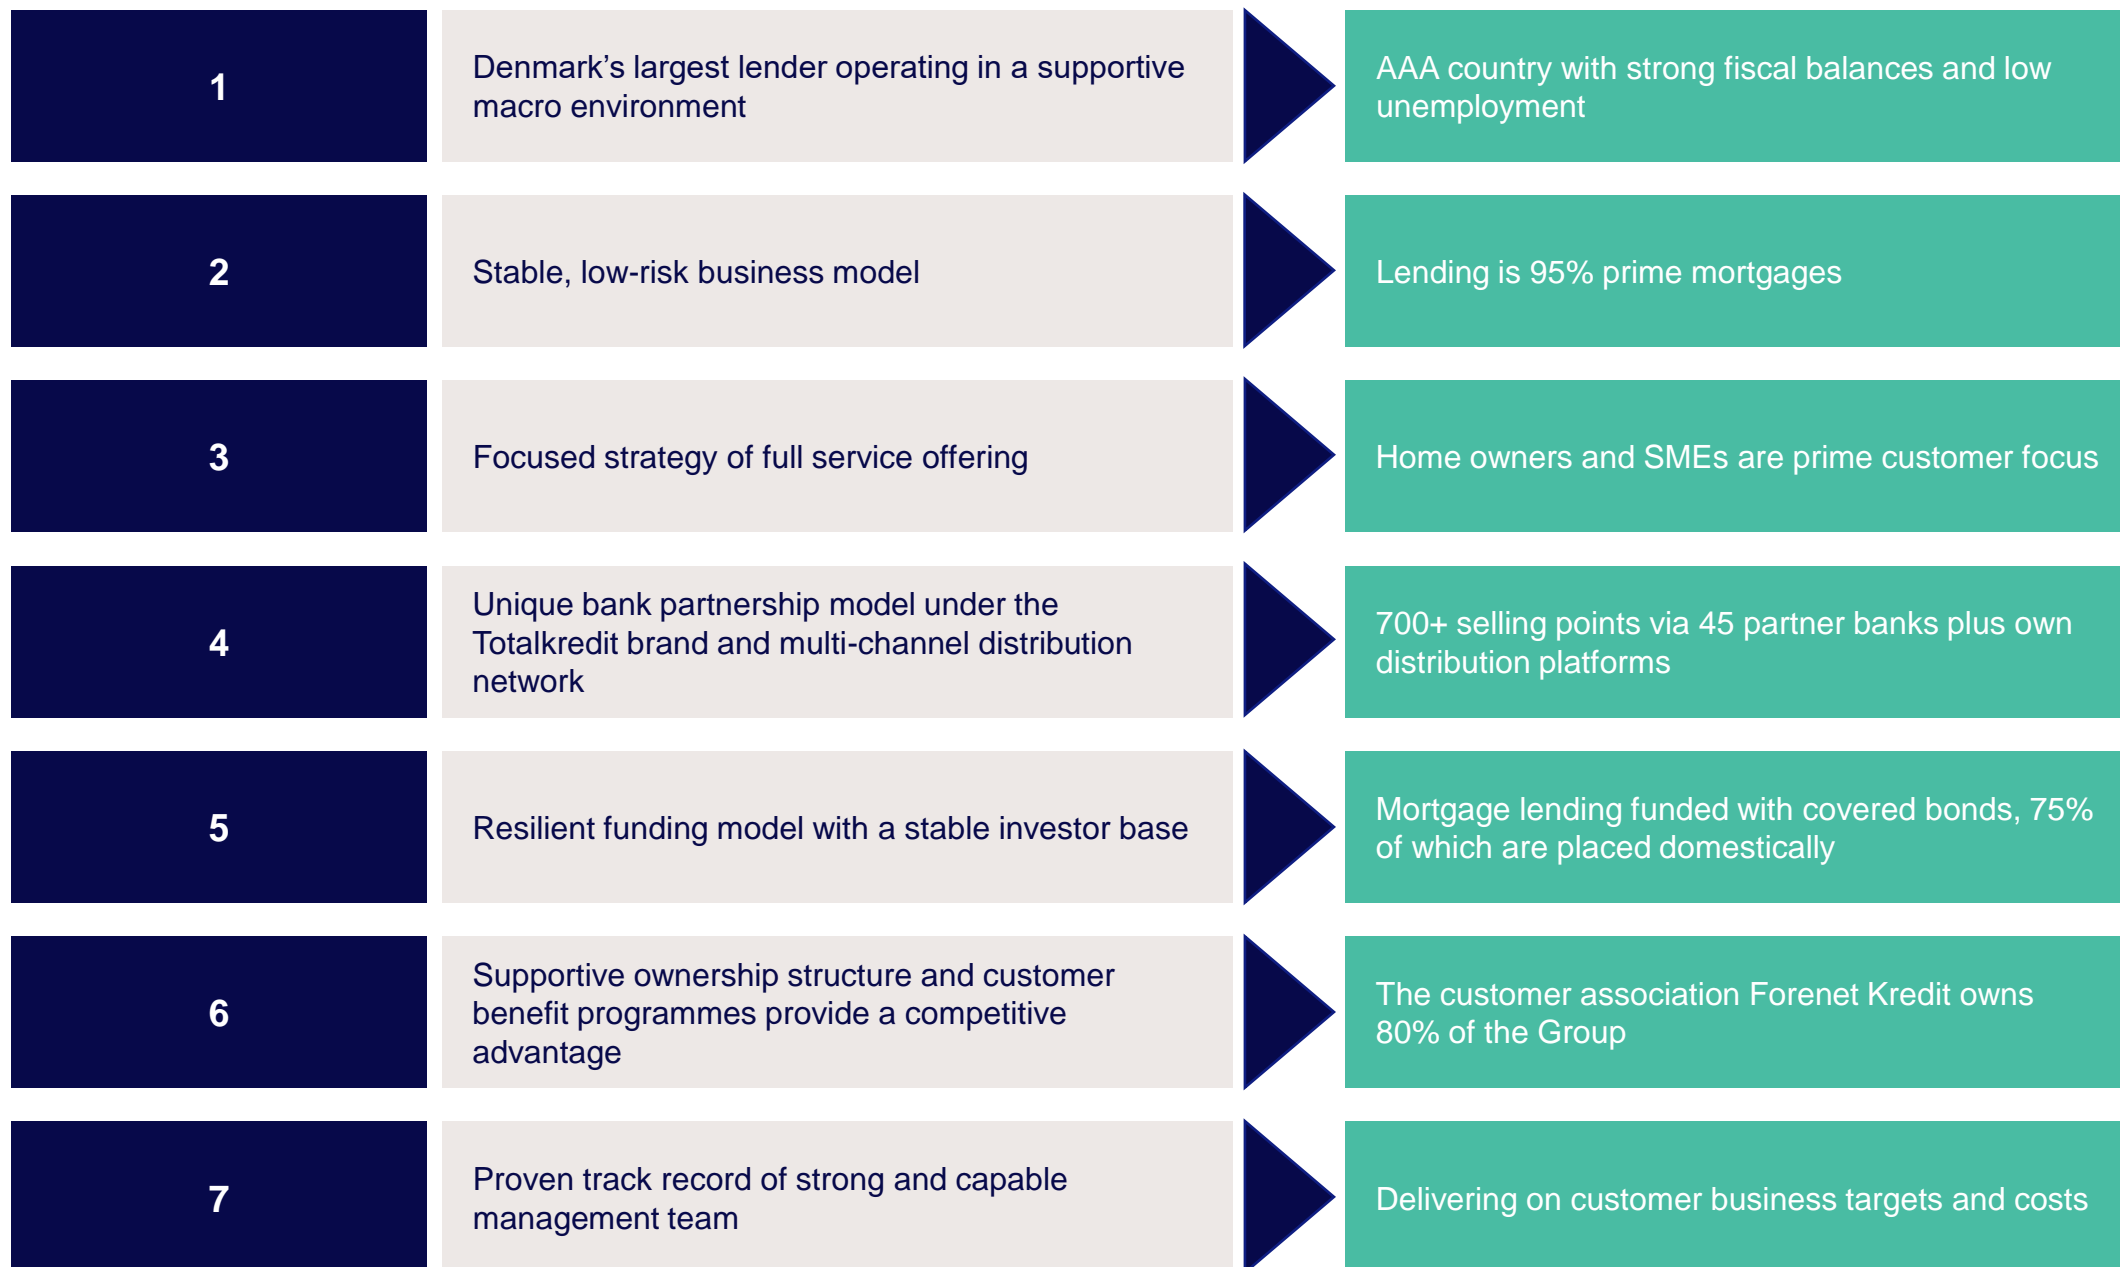 1
Denmark’s largest lender operating in a supportive
macro environment
AAA country with strong fiscal balances and low
unemployment
2
Stable, low-risk business model
Lending is 95% prime mortgages
3
Focused strategy of full service offering
Home owners and SMEs are prime customer focus
4
Unique bank partnership model under the
Totalkredit brand and multi-channel distribution
network
700+ selling points via 45 partner banks plus own
distribution platforms
5
Resilient funding model with a stable investor base
Mortgage lending funded with covered bonds, 75%
of which are placed domestically
6
Supportive ownership structure and customer
benefit programmes provide a competitive
advantage
The customer association Forenet Kredit owns
80% of the Group
7
Proven track record of strong and capable
management team
Delivering on customer business targets and costs